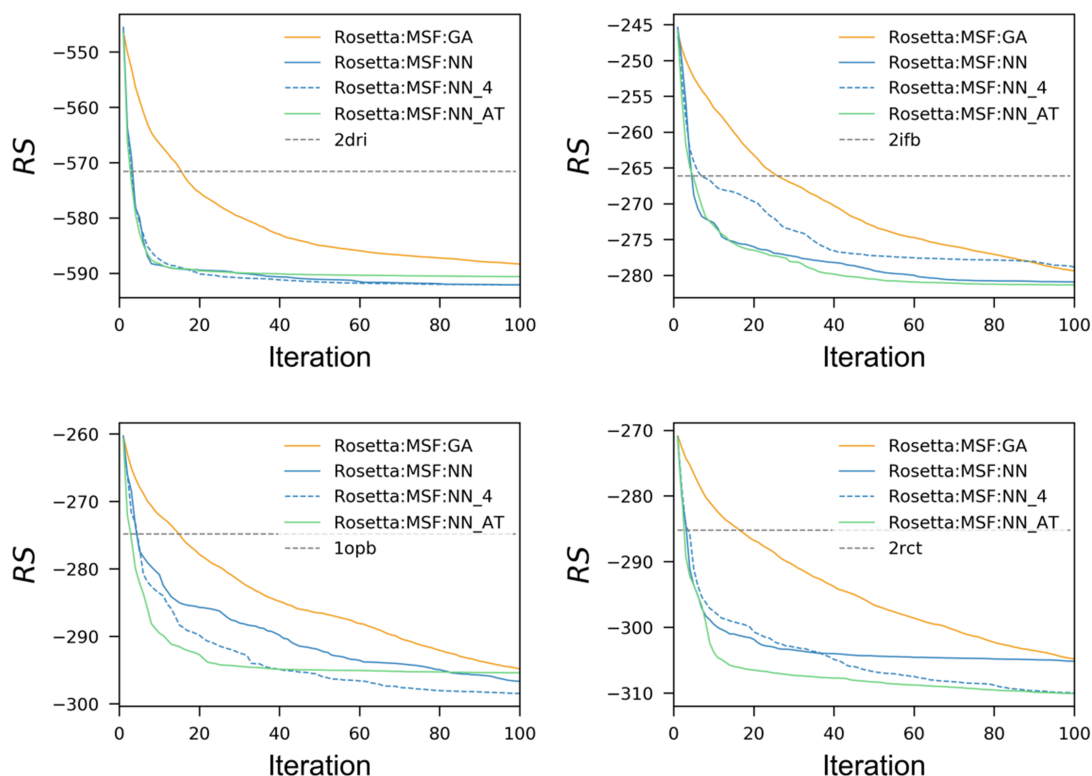 −550
−560
−570
−580
−590
RS
Rosetta:MSF:GA
Rosetta:MSF:NN
Rosetta:MSF:NN_4
Rosetta:MSF:NN_AT
2dri
0 20 40 60 80 100
Iteration
−245
−250
−255
−260
−265
−270
−275
−280
RS
Rosetta:MSF:GA
Rosetta:MSF:NN
Rosetta:MSF:NN_4
Rosetta:MSF:NN_AT
2ifb
0 20 40 60 80 100
Iteration
−260
−270
−280
−290
−300
RS
Rosetta:MSF:GA
Rosetta:MSF:NN
Rosetta:MSF:NN_4
Rosetta:MSF:NN_AT
1opb
0 20 40 60 80 100
Iteration
−270
−280
−290
−300
−310
RS
Rosetta:MSF:GA
Rosetta:MSF:NN
Rosetta:MSF:NN_4
Rosetta:MSF:NN_AT
2rct
0 20 40 60 80 100
Iteration